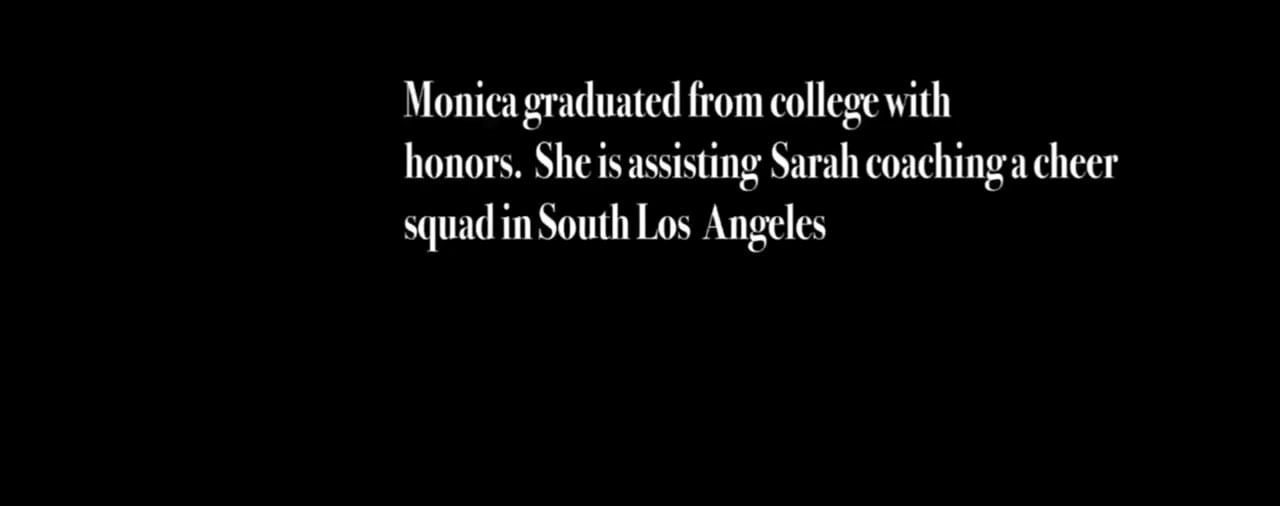 Monica graduated from college with
honors. She is assisting Sarah coaching a cheer
squad in South Los Angeles